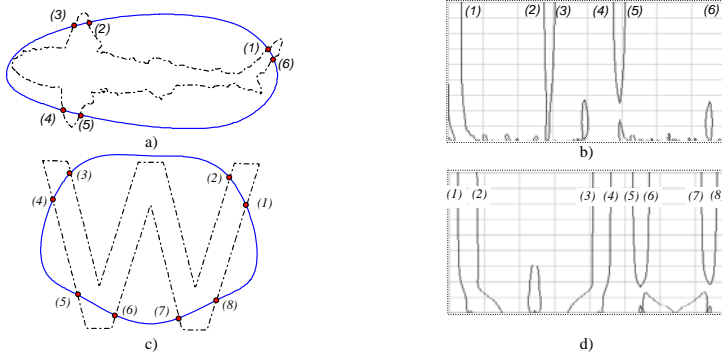 (3)
(2)
(1)
(6)
(4)
(5)
a)
(1) (2) (3) (4) (5) (6)
b)
(3)
(2)
(4)
(1)
(5)
(6)
(7)
(8)
c)
(1) (2) (3) (4) (5) (6) (7) (8)
d)